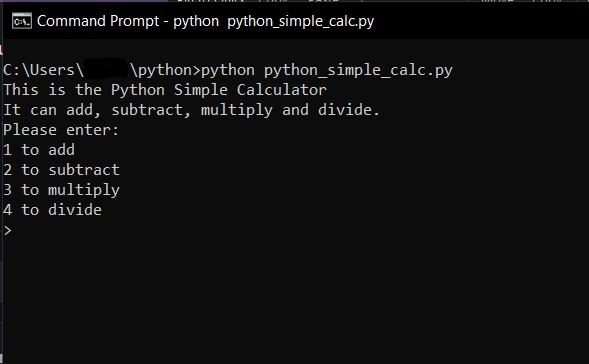 Command Prompt - python python_simple_calc.py
C:\Users\ \python>python python_simple_calc.py
This is the Python Simple Calculator
It can add, subtract, multiply and divide.
Please enter:
1 to add
2 to subtract
3 to multiply
4 to divide
>